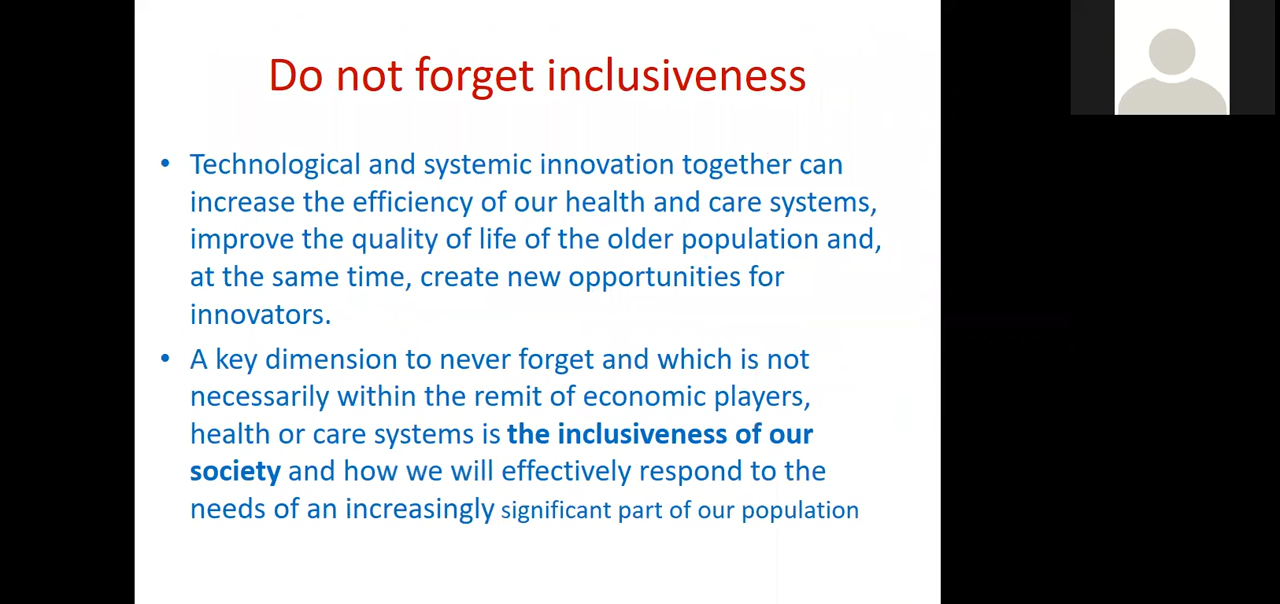 Do not forget inclusiveness
• Technological and systemic innovation together can
increase the efficiency of our health and care systems,
improve the quality of life of the older population and,
at the same time, create new opportunities for
innovators.
• A key dimension to never forget and which is not
necessarily within the remit of economic players,
health or care systems is the inclusiveness of our
society and how we will effectively respond to the
needs of an increasingly significant part of our population